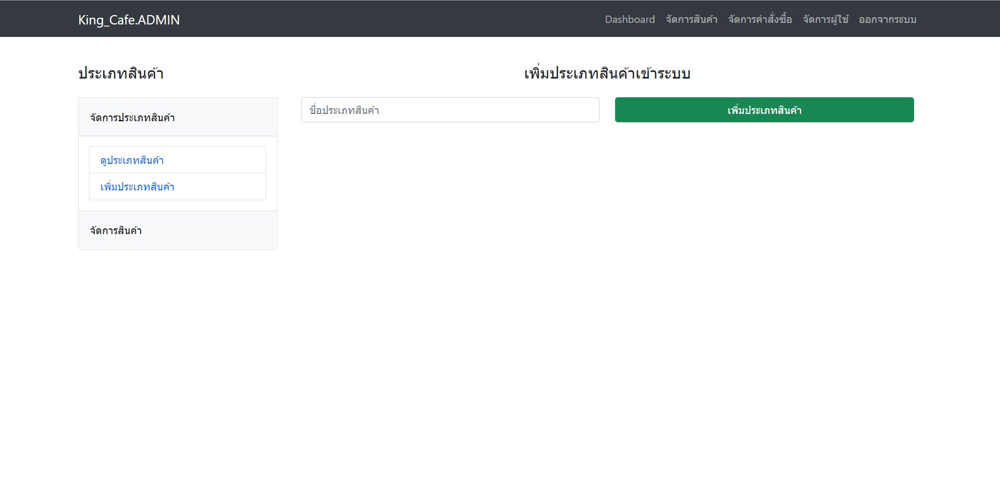 King_Cafe.ADMIN
Dashboard จัดการสินค้า จัดการคำสั่งซื้อ จัดการผู้ใช้ ออกจากระบบ
ประเภทสินค้า
จัดการประเภทสินค้า
ดูประเภทสินค้า
เพิ่มประเภทสินค้า
จัดการสินค้า
เพิ่มประเภทสินค้าเข้าระบบ
ชื่อประเภทสินค้า
เพิ่มประเภทสินค้า